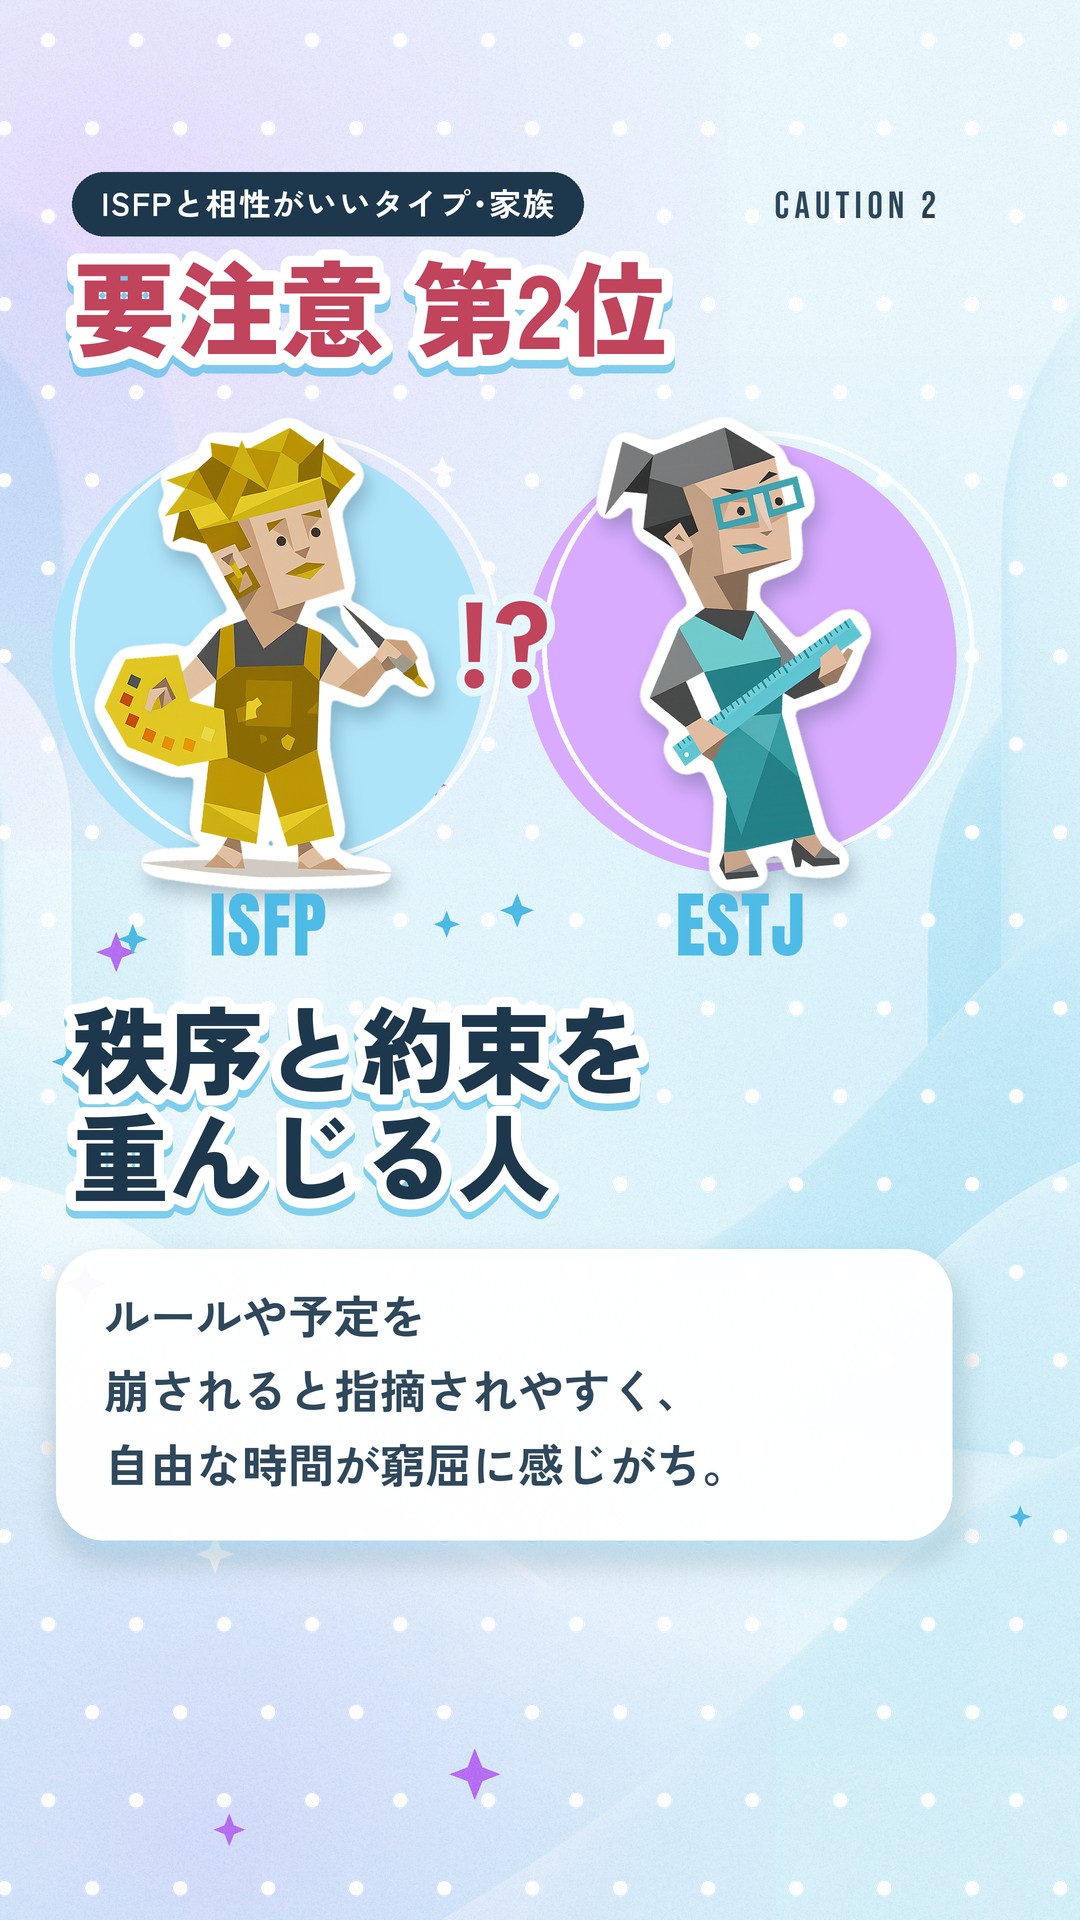 ISFPと相性がいいタイプ・家族
CAUTION 2
要注意 第2位
!?
ISFP
ESTJ
秩序と約束を
重んじる人
ルールや予定を
崩されると指摘されやすく、
自由な時間が窮屈に感じがち。